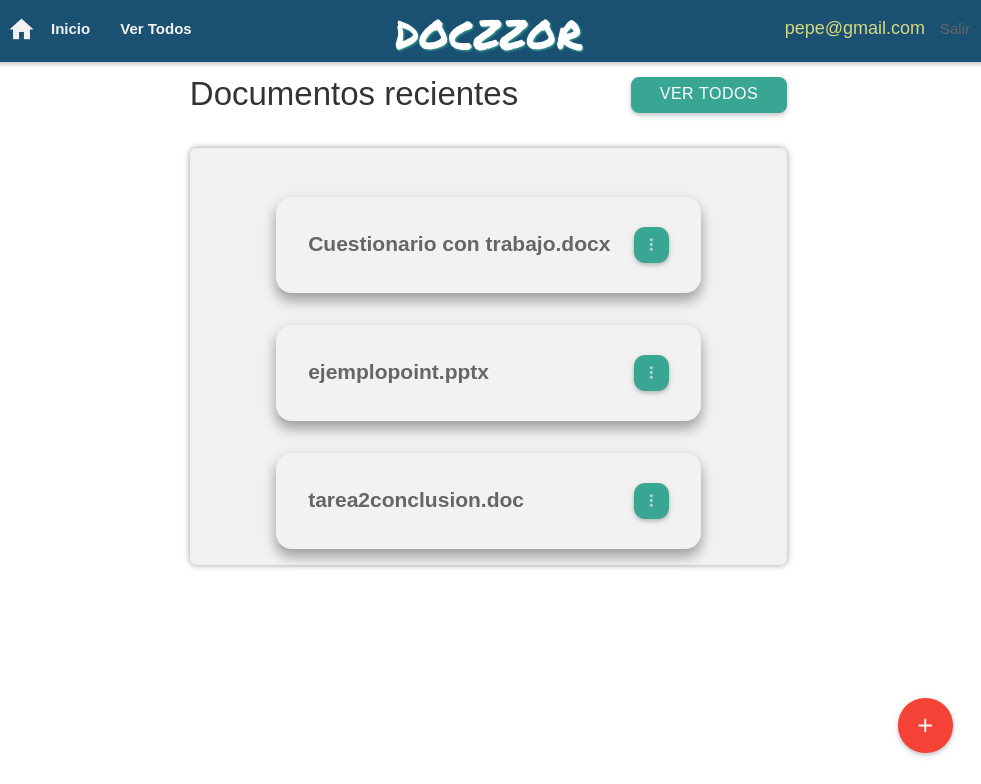 Inicio
Ver Todos
DOCZZOR
pepe@gmail.com
Salir
Documentos recientes
VER TODOS
Cuestionario con trabajo.docx
ejemplopoint.pptx
tarea2conclusion.doc
+